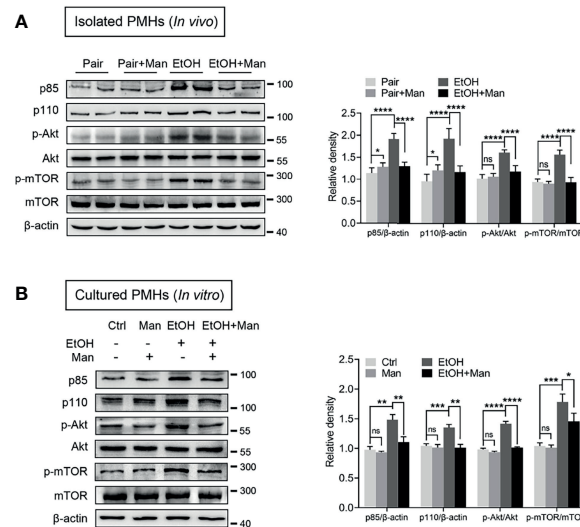 A
Isolated PMHs (In vivo)
Pair Pair+Man EtOH EtOH+Man
p85
p110
p-Akt
Akt
p-mTOR
mTOR
β-actin
100
100
55
55
300
300
40
Pair EtOH
Pair+Man EtOH+Man
Relative density
2.5
2.0
1.5
1.0
0.5
0.0
**** **** * **** **** * **** **** ns **** **** ns
p85/β-actin p110/β-actin p-Akt/Akt p-mTOR/mTOR
B
Cultured PMHs (In vitro)
Ctrl Man EtOH EtOH+Man
EtOH - - + +
Man - + - +
p85
p110
p-Akt
Akt
p-mTOR
mTOR
β-actin
100
100
55
55
300
300
40
Ctrl EtOH
Man EtOH+Man
Relative density
2.5
2.0
1.5
1.0
0.5
0.0
** ** ns *** ** ns **** **** ns *** * ns
p85/β-actin p110/β-actin p-Akt/Akt p-mTOR/mTO